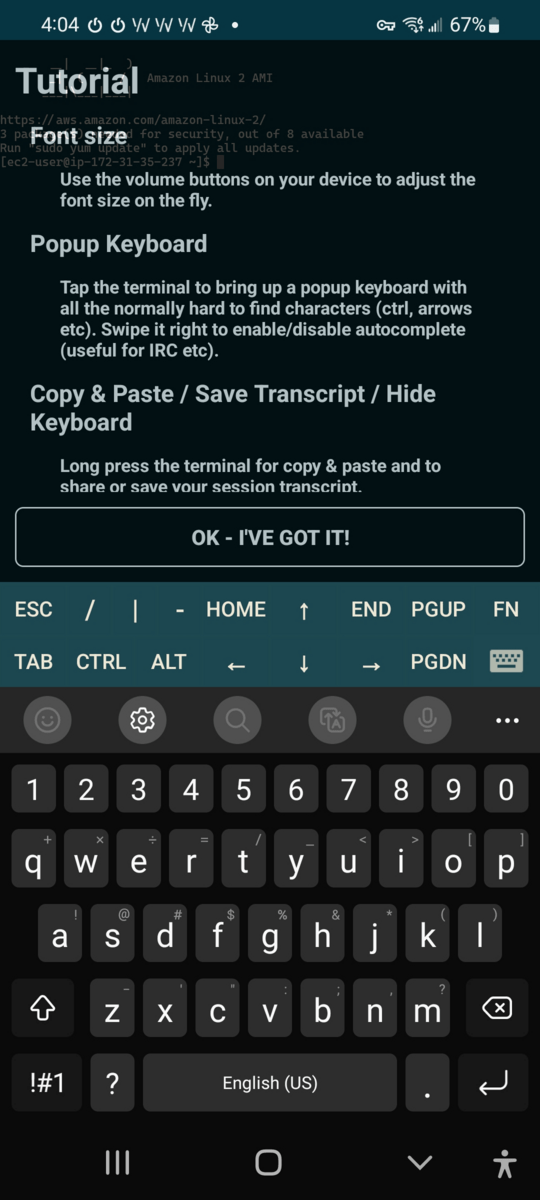 4:04
67%
Tutorial
Amazon Linux 2 AMI
https://aws.amazon.com/amazon-linux-2/
3 pac for security, out of 8 available
Font size
Run "sudo yum update" to apply all updates.
[ec2-user@ip-172-31-35-237 ~]$
Use the volume buttons on your device to adjust the
font size on the fly.
Popup Keyboard
Tap the terminal to bring up a popup keyboard with
all the normally hard to find characters (ctrl, arrows
etc). Swipe it right to enable/disable autocomplete
(useful for IRC etc).
Copy & Paste / Save Transcript / Hide
Keyboard
Long press the terminal for copy & paste and to
share or save your session transcript.
OK - I'VE GOT IT!
ESC / | - HOME ↑ END PGUP FN
TAB CTRL ALT ← ↓ → PGDN
...
1 2 3 4 5 6 7 8 9 0
+ × ÷ = / _ < > [ ]
q w e r t y u i o p
! @ # $ % & * ( )
a s d f g h j k l
- ' " : ; , ?
z x c v b n m
!#1 ? English (US) .